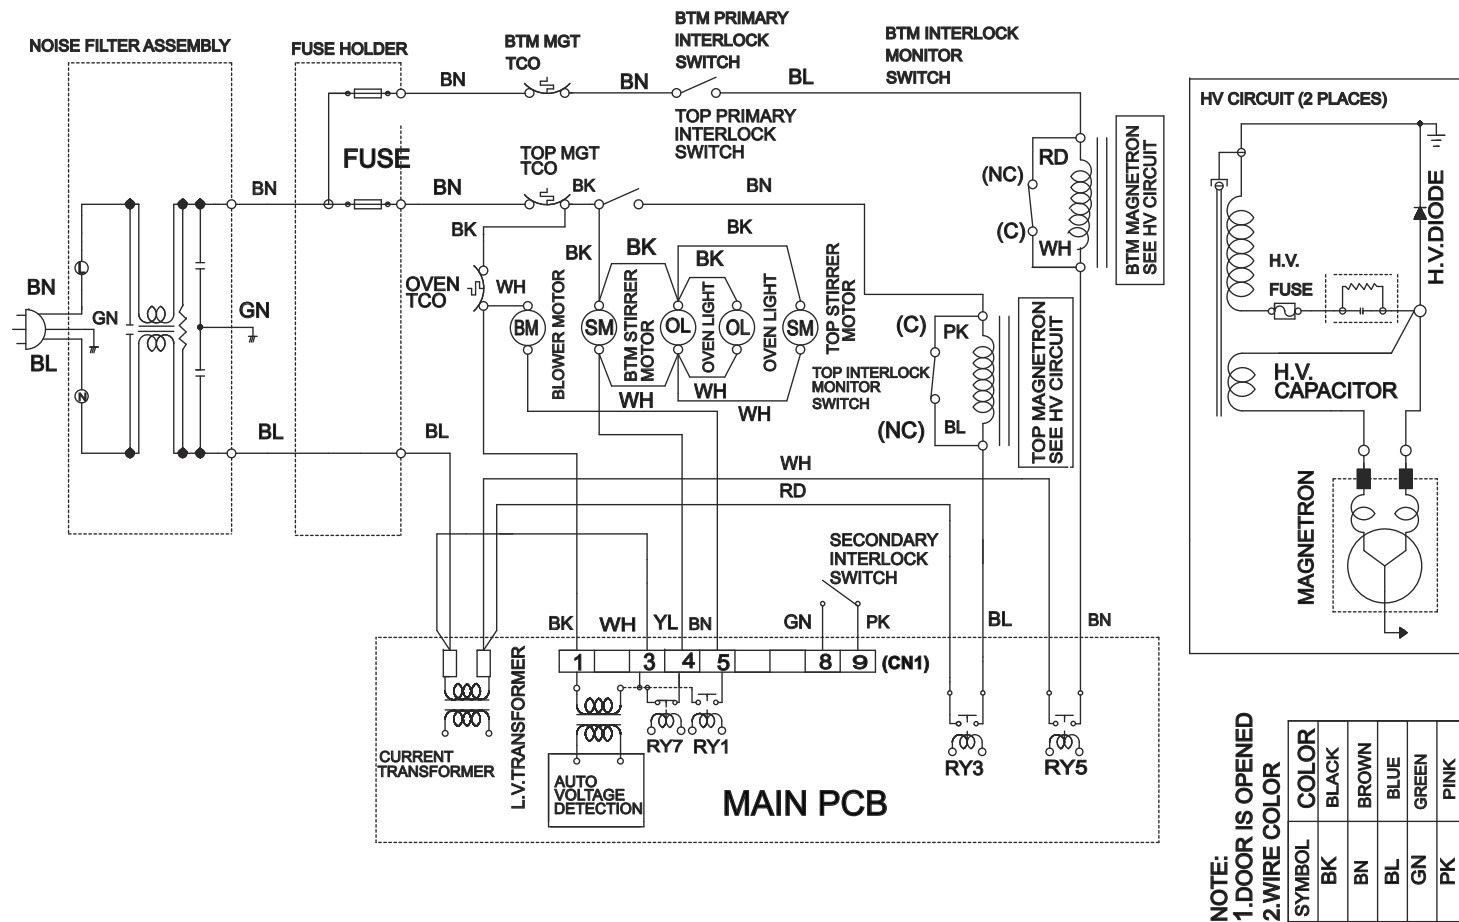 NOISE FILTER ASSEMBLY
FUSE HOLDER
BTM MGT
TCO
BTM PRIMARY
INTERLOCK
SWITCH
BTM INTERLOCK
MONITOR
SWITCH
BN
BN
BL
TOP PRIMARY
INTERLOCK
SWITCH
FUSE
TOP MGT
TCO
BN
BN
BK
BN
BK
BK
BK
BK
BK
OVEN
TCO
WH
BM
BLOWER MOTOR
SM
BTM STIRRER
MOTOR
OL
OVEN LIGHT
OL
OVEN LIGHT
SM
TOP STIRRER
MOTOR
WH
WH
WH
(NC)
RD
(C)
WH
BTM MAGNETRON
SEE HV CIRCUIT
(C)
PK
TOP INTERLOCK
MONITOR
SWITCH
(NC)
BL
TOP MAGNETRON
SEE HV CIRCUIT
L
BN
GN
GN
BL
N
BL
BL
WH
RD
SECONDARY
INTERLOCK
SWITCH
BK
WH
YL
BN
GN
PK
BL
BN
1
3
4
5
8
9
(CN1)
CURRENT
TRANSFORMER
L.V.TRANSFORMER
AUTO
VOLTAGE
DETECTION
RY7
RY1
RY3
RY5
MAIN PCB
HV CIRCUIT (2 PLACES)
H.V.DIODE
H.V.
FUSE
H.V.
CAPACITOR
MAGNETRON
NOTE:
1.DOOR IS OPENED
2.WIRE COLOR
SYMBOL COLOR
BK BLACK
BN BROWN
BL BLUE
GN GREEN
PK PINK